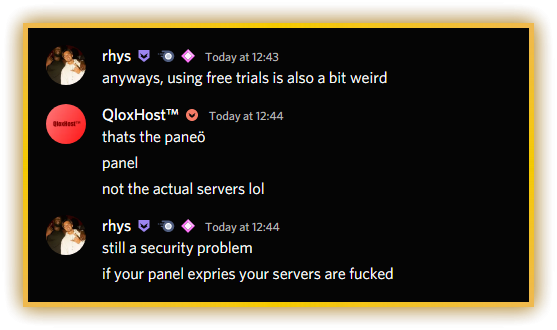 rhys Today at 12:43
anyways, using free trials is also a bit weird
QloxHost™
QloxHost™ Today at 12:44
thats the paneö
panel
not the actual servers lol
rhys Today at 12:44
still a security problem
if your panel expries your servers are fucked